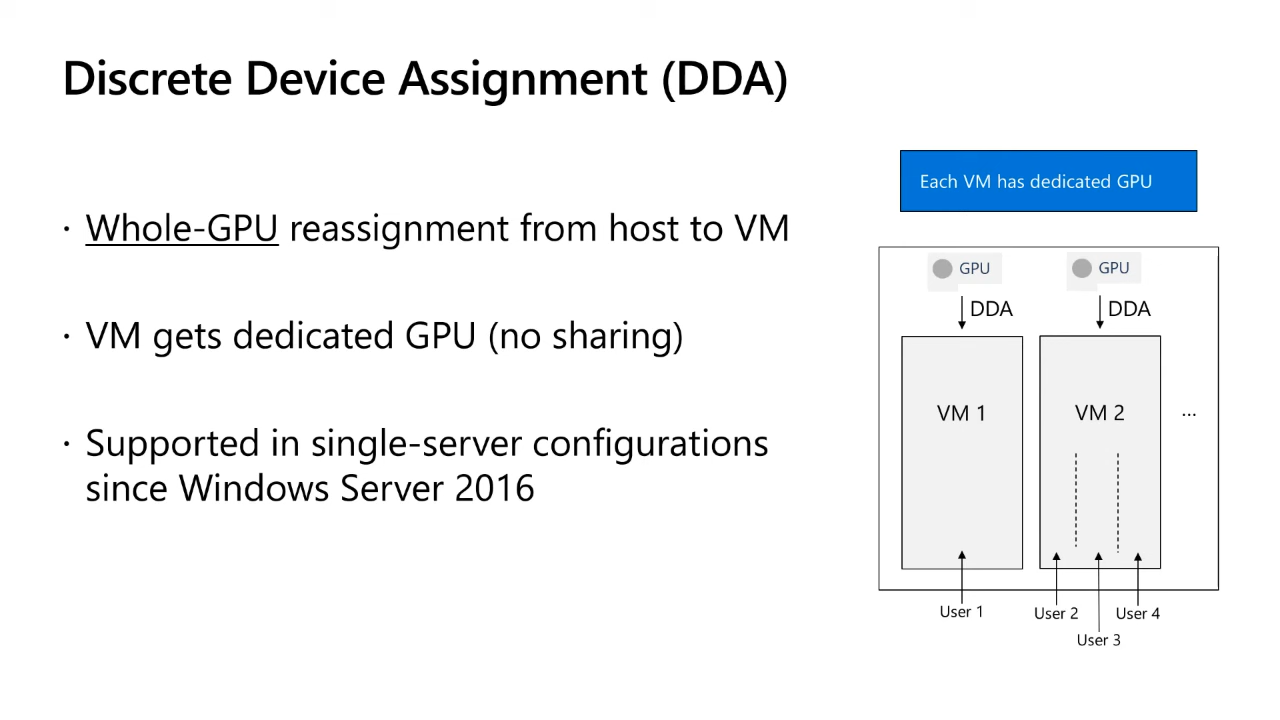 Discrete Device Assignment (DDA)
· Whole-GPU reassignment from host to VM
· VM gets dedicated GPU (no sharing)
· Supported in single-server configurations
since Windows Server 2016
Each VM has dedicated GPU
GPU GPU
DDA DDA
VM 1 VM 2 ...
User 1 User 2 User 4
User 3